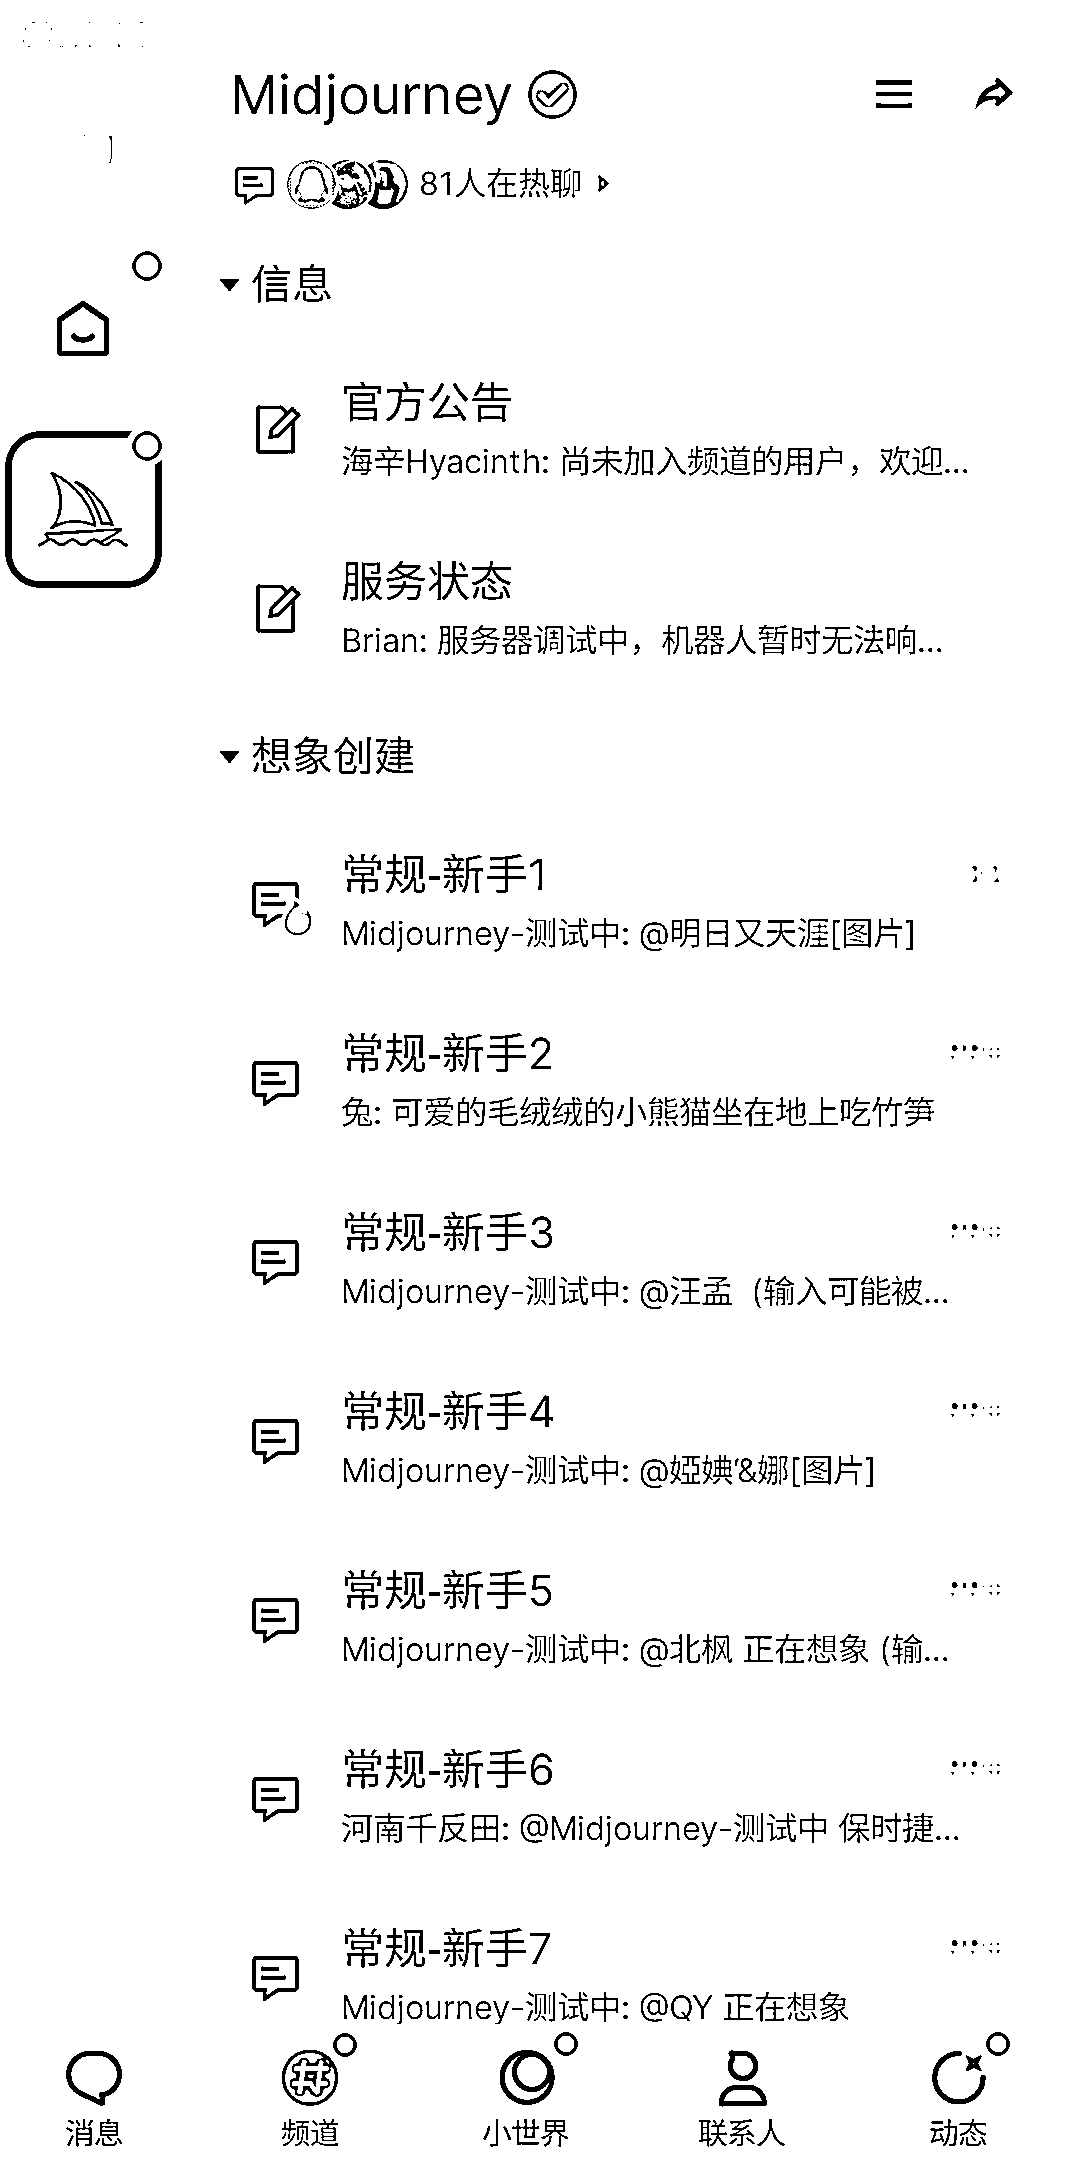 Midjourney
81人在热聊
信息
官方公告
海辛Hyacinth: 尚未加入频道的用户，欢迎...
服务状态
Brian: 服务器调试中，机器人暂时无法响...
想象创建
常规-新手1
Midjourney-测试中: @明日又天涯[图片]
常规-新手2
兔: 可爱的毛绒绒的小熊猫坐在地上吃竹笋
常规-新手3
Midjourney-测试中: @汪孟 (输入可能被...
常规-新手4
Midjourney-测试中: @婭婰'&娜[图片]
常规-新手5
Midjourney-测试中: @北枫 正在想象 (输...
常规-新手6
河南千反田: @Midjourney-测试中 保时捷...
常规-新手7
Midjourney-测试中: @QY 正在想象
消息 频道 小世界 联系人 动态